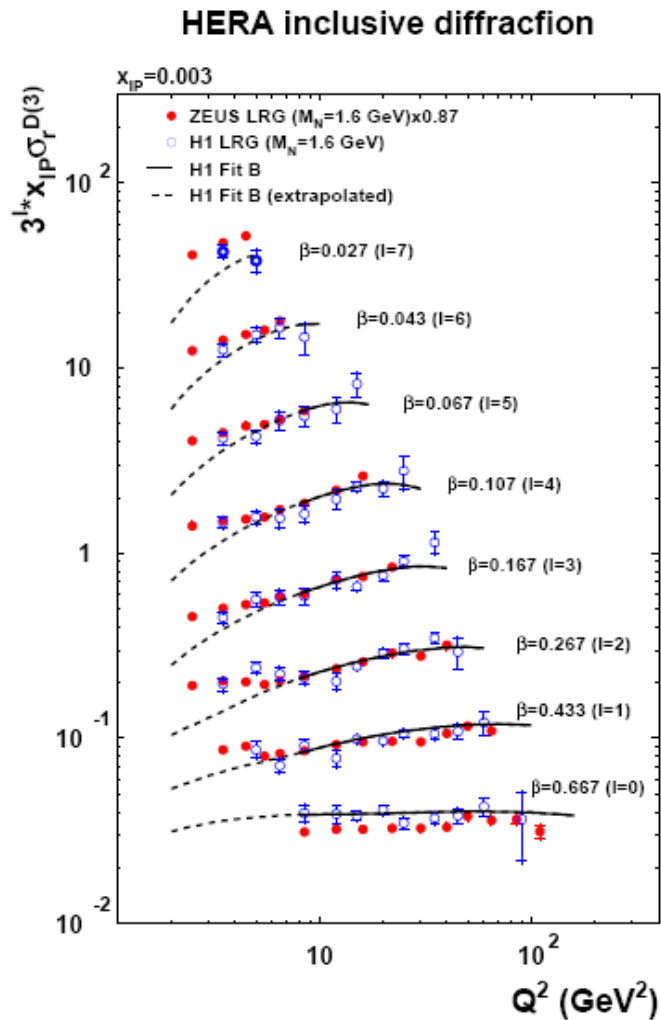 HERA inclusive diffraction
x_IP=0.003
3^l*x_IPσ_r^D(3)
ZEUS LRG (M_N=1.6 GeV)x0.87
H1 LRG (M_N=1.6 GeV)
H1 Fit B
H1 Fit B (extrapolated)
10^2
β=0.027 (l=7)
β=0.043 (l=6)
10
β=0.067 (l=5)
β=0.107 (l=4)
1
β=0.167 (l=3)
β=0.267 (l=2)
10^-1
β=0.433 (l=1)
β=0.667 (l=0)
10^-2
10
10^2
Q^2 (GeV^2)